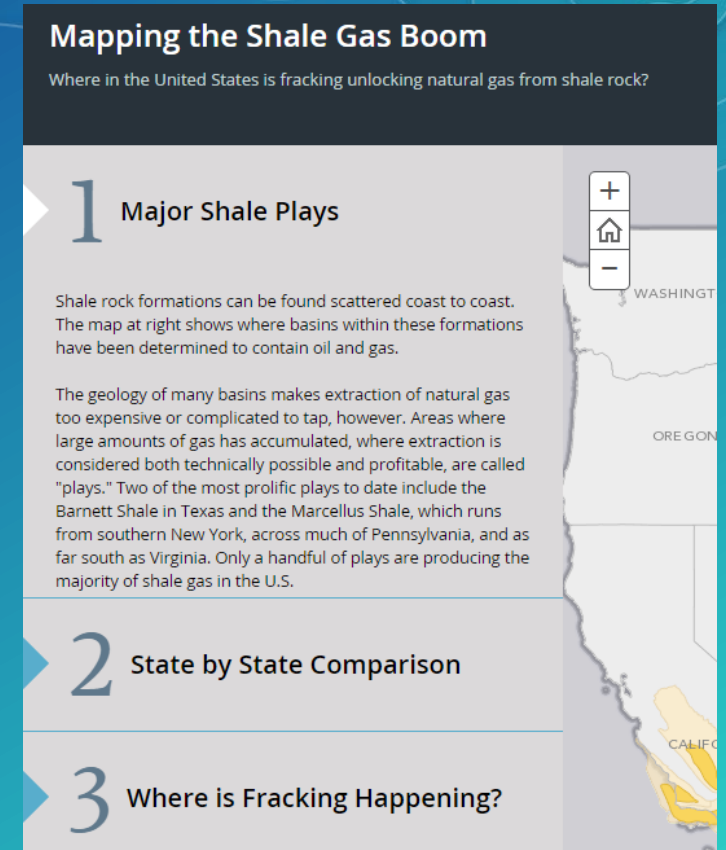 Mapping the Shale Gas Boom
Where in the United States is fracking unlocking natural gas from shale rock?
1 Major Shale Plays
Shale rock formations can be found scattered coast to coast.
The map at right shows where basins within these formations
have been determined to contain oil and gas.
The geology of many basins makes extraction of natural gas
too expensive or complicated to tap, however. Areas where
large amounts of gas has accumulated, where extraction is
considered both technically possible and profitable, are called
"plays." Two of the most prolific plays to date include the
Barnett Shale in Texas and the Marcellus Shale, which runs
from southern New York, across much of Pennsylvania, and as
far south as Virginia. Only a handful of plays are producing the
majority of shale gas in the U.S.
2 State by State Comparison
3 Where is Fracking Happening?
+
−
WASHINGT
OREGON
CALIFO